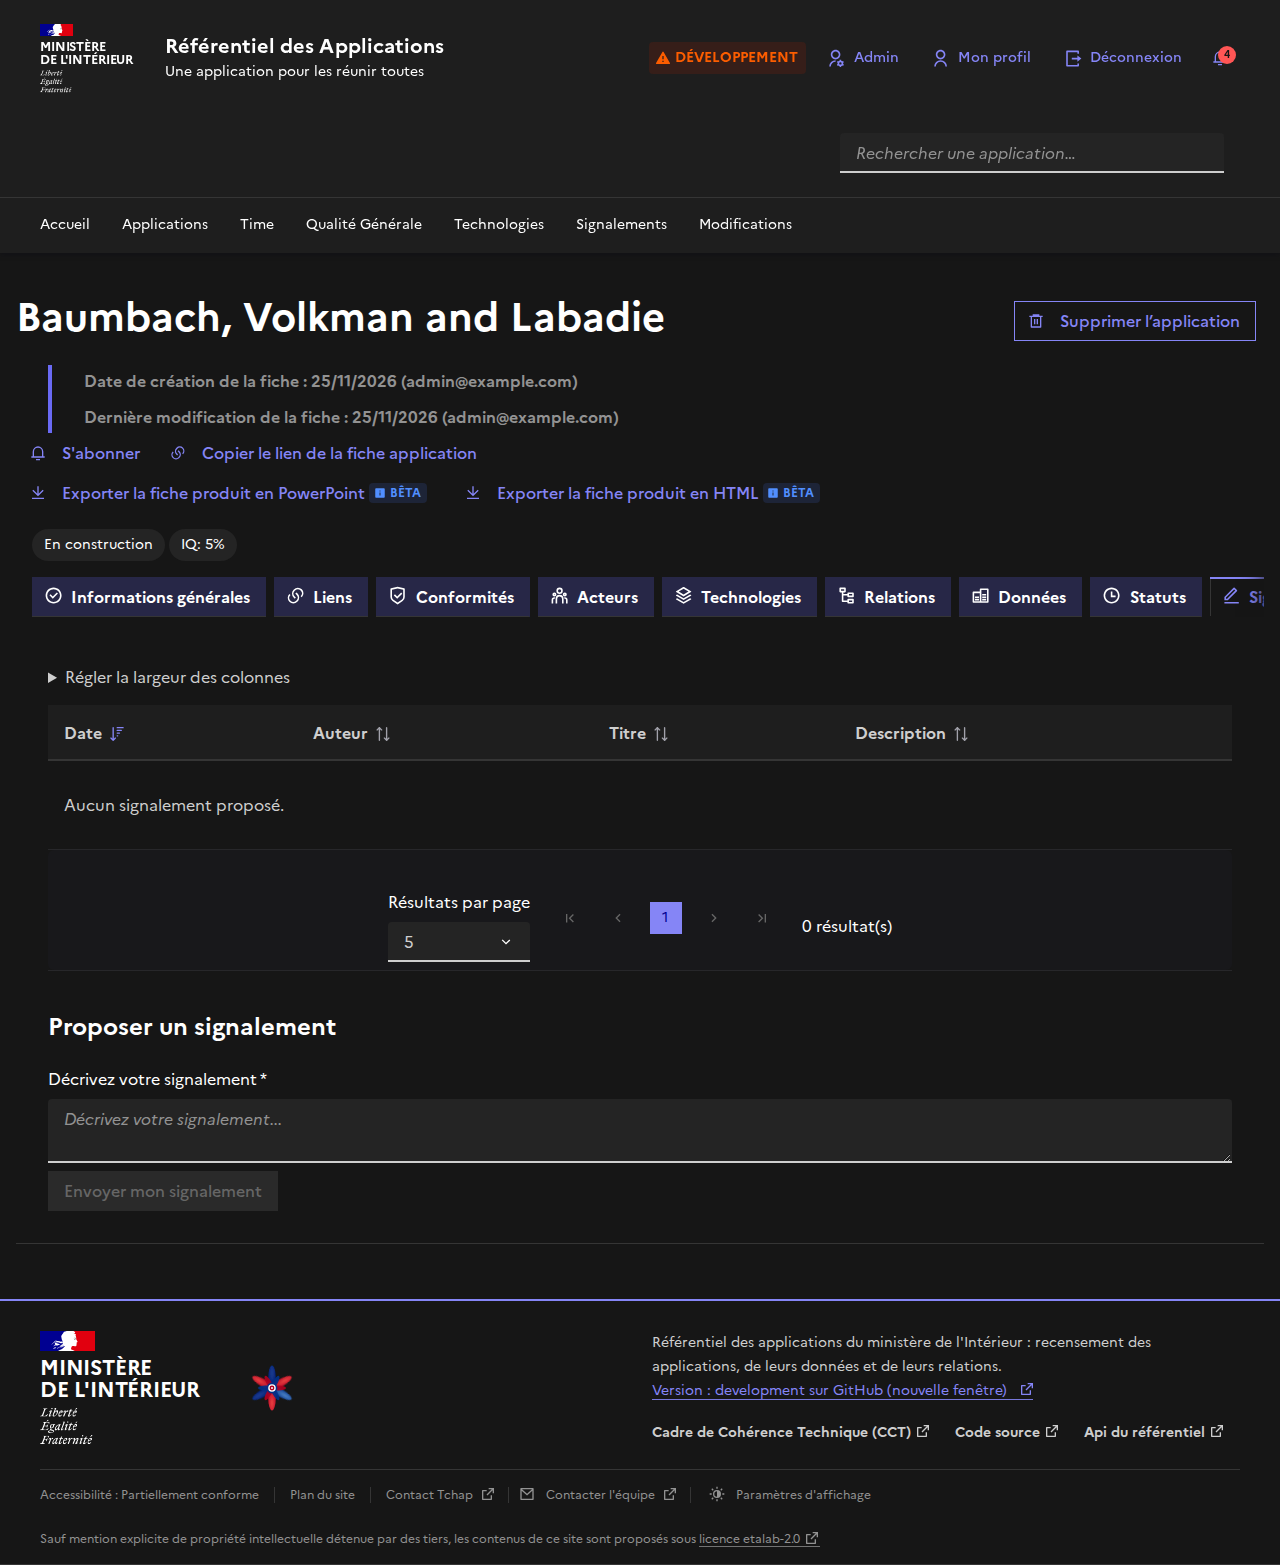 MINISTÈRE
DE L'INTÉRIEUR
Liberté
Égalité
Fraternité
Référentiel des Applications
Une application pour les réunir toutes
DÉVELOPPEMENT
Admin
Mon profil
Déconnexion
4
Rechercher une application…
Accueil
Applications
Time
Qualité Générale
Technologies
Signalements
Modifications
Baumbach, Volkman and Labadie
Supprimer l’application
Date de création de la fiche : 25/11/2026 (admin@example.com)
Dernière modification de la fiche : 25/11/2026 (admin@example.com)
S'abonner
Copier le lien de la fiche application
Exporter la fiche produit en PowerPoint BÊTA
Exporter la fiche produit en HTML BÊTA
En construction
IQ: 5%
Informations générales
Liens
Conformités
Acteurs
Technologies
Relations
Données
Statuts
Régler la largeur des colonnes
Date
Auteur
Titre
Description
Aucun signalement proposé.
Résultats par page
5
1
0 résultat(s)
Proposer un signalement
Décrivez votre signalement *
Décrivez votre signalement...
Envoyer mon signalement
MINISTÈRE
DE L'INTÉRIEUR
Liberté
Égalité
Fraternité
Référentiel des applications du ministère de l'Intérieur : recensement des
applications, de leurs données et de leurs relations.
Version : development sur GitHub (nouvelle fenêtre)
Cadre de Cohérence Technique (CCT)
Code source
Api du référentiel
Accessibilité : Partiellement conforme
Plan du site
Contact Tchap
Contacter l'équipe
Paramètres d'affichage
Sauf mention explicite de propriété intellectuelle détenue par des tiers, les contenus de ce site sont proposés sous licence etalab-2.0